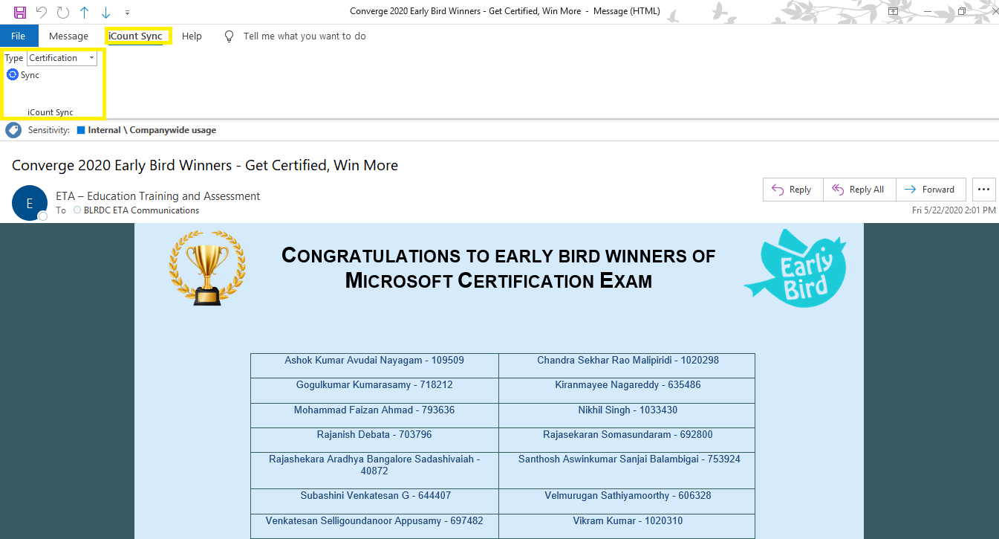 Converge 2020 Early Bird Winners - Get Certified, Win More - Message (HTML)
File Message iCount Sync Help Tell me what you want to do
Type Certification
Sync
iCount Sync
Sensitivity: Internal \ Companywide usage
Converge 2020 Early Bird Winners - Get Certified, Win More
E
ETA – Education Training and Assessment
To BLRDC ETA Communications
Reply Reply All Forward
Fri 5/22/2020 2:01 PM
CONGRATULATIONS TO EARLY BIRD WINNERS OF
MICROSOFT CERTIFICATION EXAM
Early
Bird
Ashok Kumar Avudai Nayagam - 109509
Chandra Sekhar Rao Malipiridi - 1020298
Gogulkumar Kumarasamy - 718212
Kiranmayee Nagareddy - 635486
Mohammad Faizan Ahmad - 793636
Nikhil Singh - 1033430
Rajanish Debata - 703796
Rajasekaran Somasundaram - 692800
Rajashekara Aradhya Bangalore Sadashivaiah -
40872
Santhosh Aswinkumar Sanjai Balambigai - 753924
Subashini Venkatesan G - 644407
Velmurugan Sathiyamoorthy - 606328
Venkatesan Selligoundanoor Appusamy - 697482
Vikram Kumar - 1020310